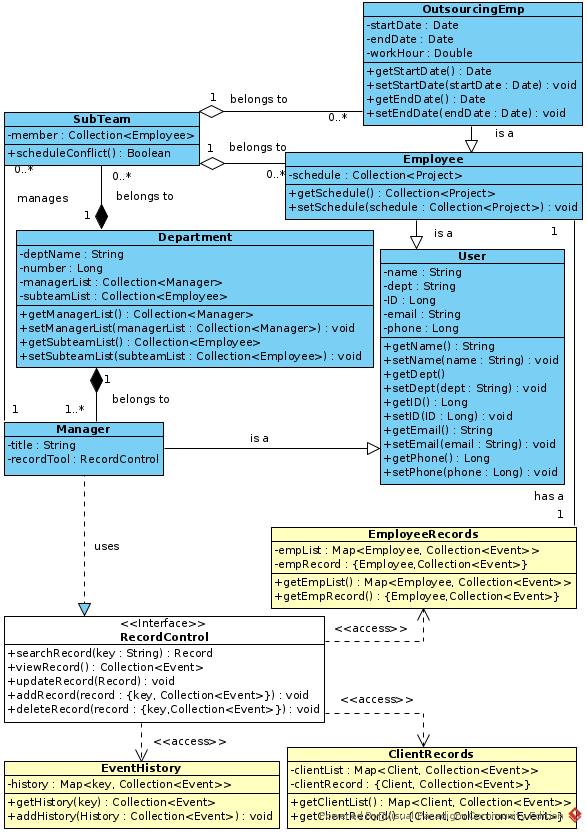 OutsourcingEmp
-startDate : Date
-endDate : Date
-workHour : Double
+getStartDate() : Date
+setStartDate(startDate : Date) : void
+getEndDate() : Date
+setEndDate(endDate : Date) : void
1
belongs to
0..*
is a
SubTeam
-member : Collection<Employee>
+scheduleConflict() : Boolean
1
belongs to
0..*
Employee
-schedule : Collection<Project>
+getSchedule() : Collection<Project>
+setSchedule(schedule : Collection<Project>) : void
0..*
manages
0..*
belongs to
1
is a
1
Department
-deptName : String
-number : Long
-managerList : Collection<Manager>
-subteamList : Collection<Employee>
+getManagerList() : Collection<Manager>
+setManagerList(managerList : Collection<Manager>) : void
+getSubteamList() : Collection<Employee>
+setSubteamList(subteamList : Collection<Employee>) : void
User
-name : String
-dept : String
-ID : Long
-email : String
-phone : Long
+getName() : String
+setName(name : String) : void
+getDept()
+setDept(dept : String) : void
+getID() : Long
+setID(ID : Long) : void
+getEmail() : String
+setEmail(email : String) : void
+getPhone() : Long
+setPhone(phone : Long) : void
1
belongs to
1
1..*
Manager
-title : String
-recordTool : RecordControl
is a
has a
1
uses
EmployeeRecords
-empList : Map<Employee, Collection<Event>>
-empRecord : {Employee,Collection<Event>}
+getEmpList() : Map<Employee, Collection<Event>>
+getEmpRecord() : {Employee,Collection<Event>}
<<Interface>>
RecordControl
+searchRecord(key : String) : Record
+viewRecord() : Collection<Event>
+updateRecord(Record) : void
+addRecord(record : {key, Collection<Event>}) : void
+deleteRecord(record : {key,Collection<Event>}) : void
<<access>>
<<access>>
<<access>>
EventHistory
-history : Map<key, Collection<Event>>
+getHistory(key) : Collection<Event>
+addHistory(History : Collection<Event>) : void
ClientRecords
-clientList : Map<Client, Collection<Event>>
-clientRecord : {Client, Collection<Event>}
+getClientList() : Map<Client, Collection<Event>>